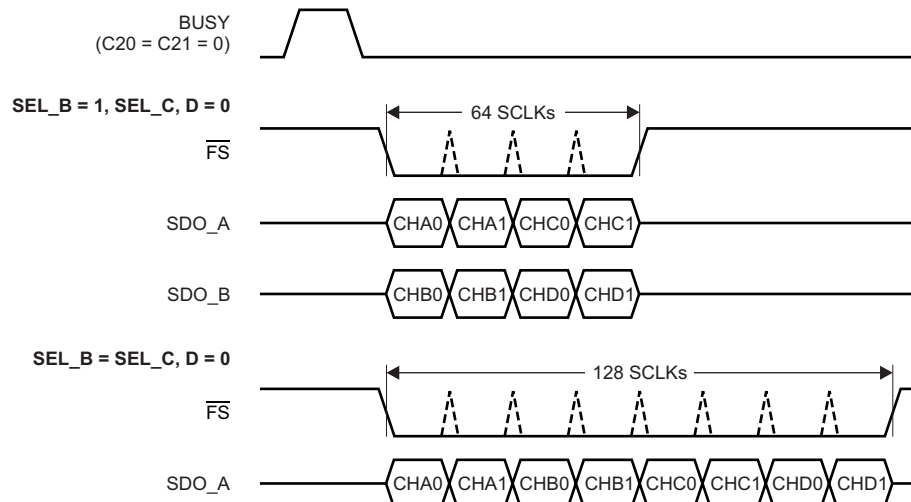 BUSY
(C20 = C21 = 0)
SEL_B = 1, SEL_C, D = 0
64 SCLKs
FS
SDO_A
CHA0 CHA1 CHC0 CHC1
SDO_B
CHB0 CHB1 CHD0 CHD1
SEL_B = SEL_C, D = 0
128 SCLKs
FS
SDO_A
CHA0 CHA1 CHB0 CHB1 CHC0 CHC1 CHD0 CHD1